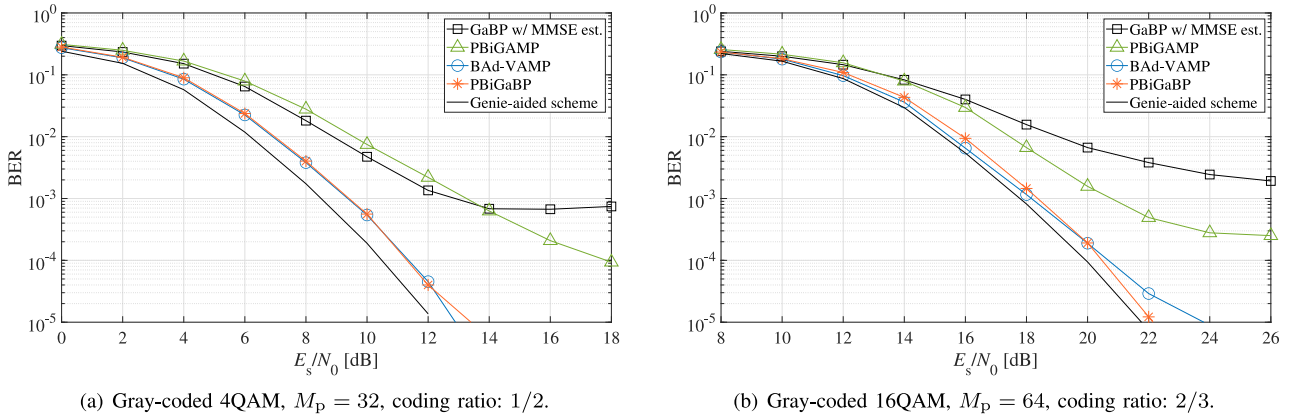 10^0
10^-1
10^-2
10^-3
10^-4
10^-5
BER
GaBP w/ MMSE est.
PBiGAMP
BAd-VAMP
PBiGaBP
Genie-aided scheme
0 2 4 6 8 10 12 14 16 18
E_s/N_0 [dB]
(a) Gray-coded 4QAM, M_p = 32, coding ratio: 1/2.
10^0
10^-1
10^-2
10^-3
10^-4
10^-5
BER
GaBP w/ MMSE est.
PBiGAMP
BAd-VAMP
PBiGaBP
Genie-aided scheme
8 10 12 14 16 18 20 22 24 26
E_s/N_0 [dB]
(b) Gray-coded 16QAM, M_p = 64, coding ratio: 2/3.